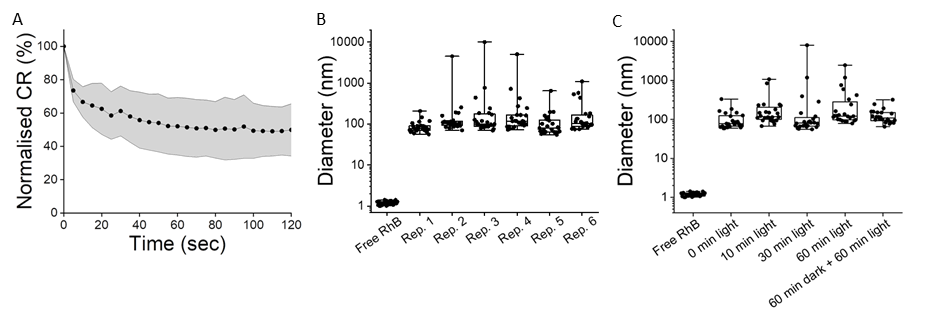 A
Normalised CR (%)
100
80
60
40
20
0
0 20 40 60 80 100 120
Time (sec)
B
Diameter (nm)
10000
1000
100
10
1
Free RhB
Rep. 1
Rep. 2
Rep. 3
Rep. 4
Rep. 5
Rep. 6
C
Diameter (nm)
10000
1000
100
10
1
Free RhB
0 min light
10 min light
30 min light
60 min light
60 min dark + 60 min light